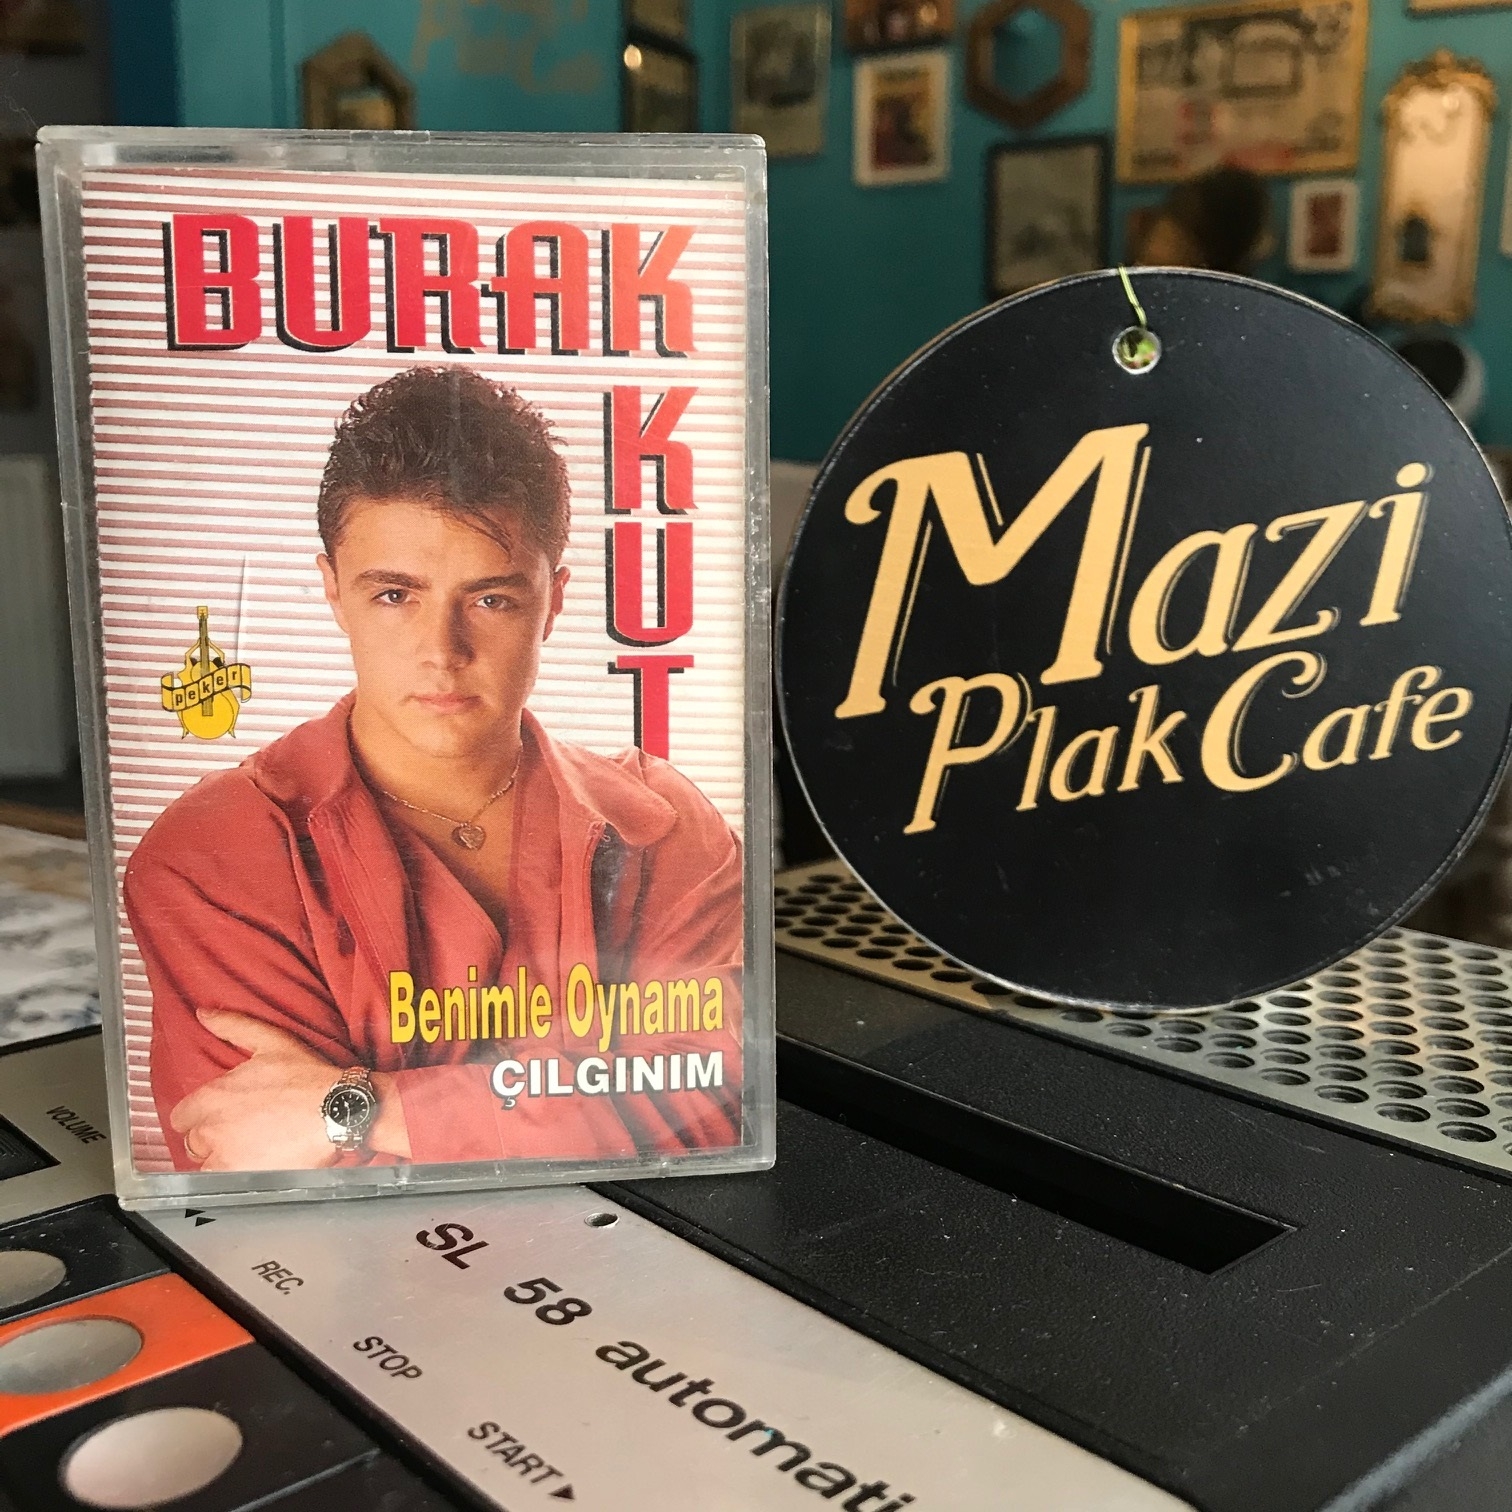 BURAK
KUT
peker
Benimle Oynama
ÇILGINIM
Mazi
Plak Cafe
VOLUME
REC.
STOP
START
SL 58 automati